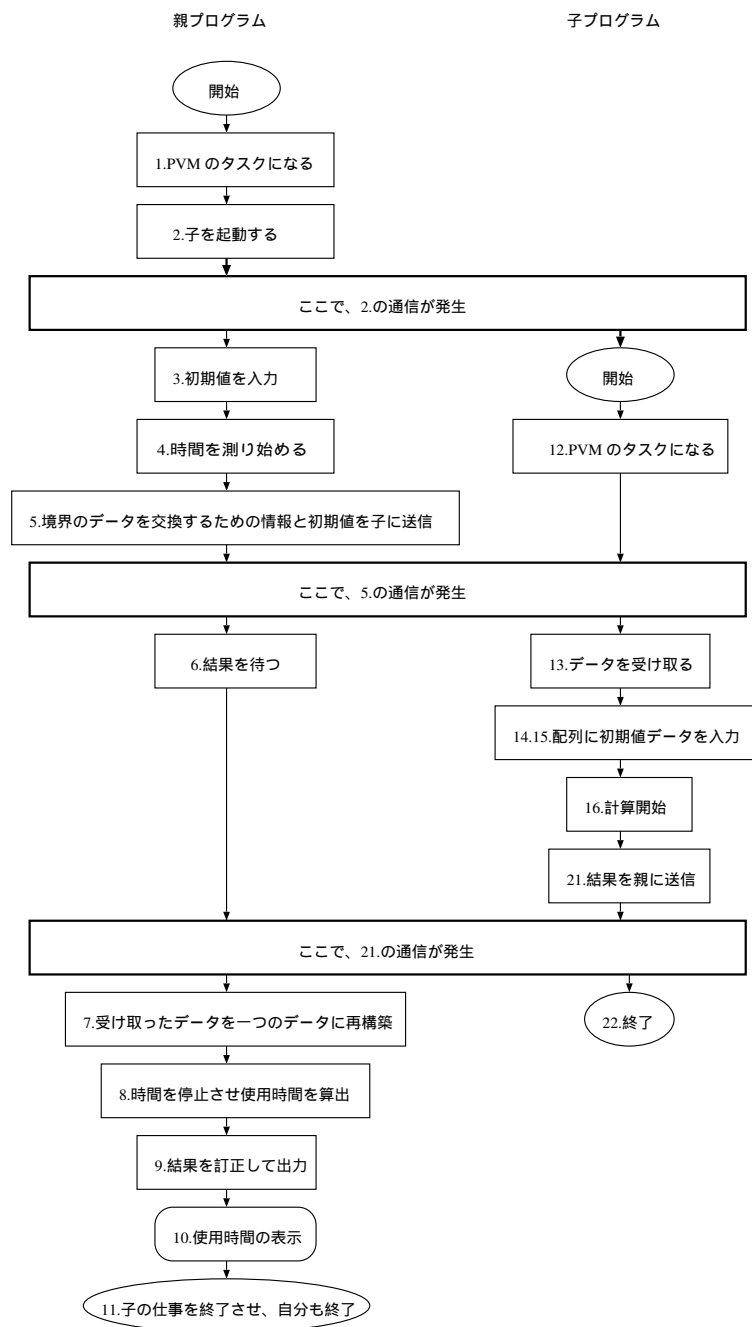 親プログラム
子プログラム
開始
1.PVM のタスクになる
2.子を起動する
ここで、2.の通信が発生
3.初期値を入力
開始
4.時間を測り始める
12.PVM のタスクになる
5.境界のデータを交換するための情報と初期値を子に送信
ここで、5.の通信が発生
6.結果を待つ
13.データを受け取る
14.15.配列に初期値データを入力
16.計算開始
21.結果を親に送信
ここで、21.の通信が発生
7.受け取ったデータを一つのデータに再構築
22.終了
8.時間を停止させ使用時間を算出
9.結果を訂正して出力
10.使用時間の表示
11.子の仕事を終了させ、自分も終了